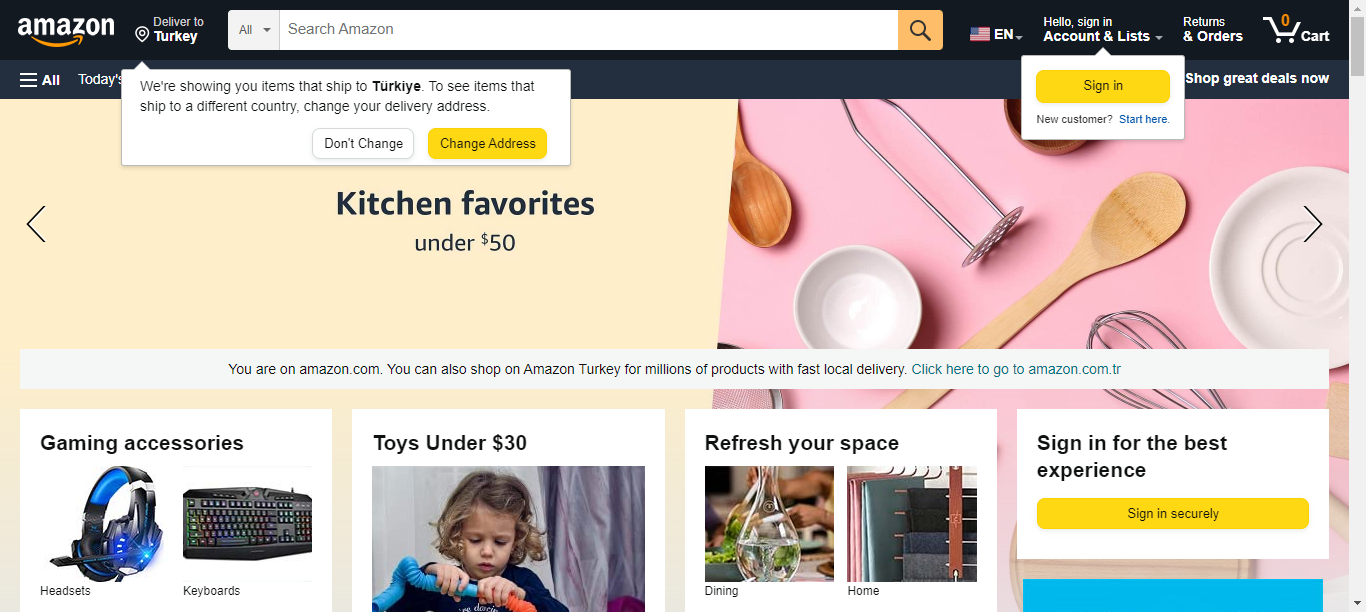 amazon
Deliver to
Turkey
All
Search Amazon
EN
Hello, sign in
Account & Lists
Returns
& Orders
0
Cart
All
Today's
Shop great deals now
We're showing you items that ship to Türkiye. To see items that
ship to a different country, change your delivery address.
Don't Change
Change Address
Sign in
New customer? Start here.
Kitchen favorites
under $50
You are on amazon.com. You can also shop on Amazon Turkey for millions of products with fast local delivery. Click here to go to amazon.com.tr
Gaming accessories
Headsets
Keyboards
Toys Under $30
Refresh your space
Dining
Home
Sign in for the best
experience
Sign in securely